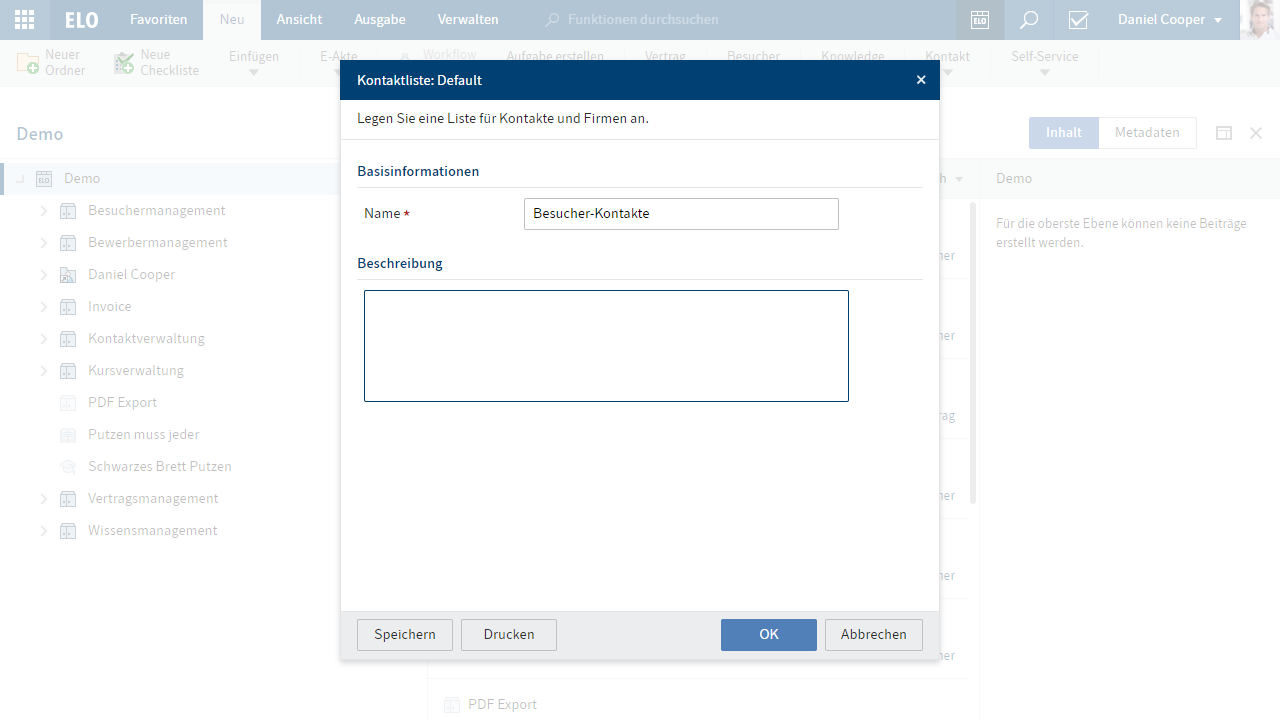 ELO Favoriten Neu Ansicht Ausgabe Verwalten Funktionen durchsuchen ELO Daniel Cooper
Neuer Ordner
Neue Checkliste
Einfügen
E-Akte
Workflow
Aufgabe erstellen
Vertrag
Besucher
Knowledge
Kontakt
Self-Service
Kontaktliste: Default
Legen Sie eine Liste für Kontakte und Firmen an.
Basisinformationen
Name * Besucher-Kontakte
Beschreibung
Speichern Drucken OK Abbrechen
Demo
Inhalt Metadaten
Demo
Besuchermanagement
Bewerbermanagement
Daniel Cooper
Invoice
Kontaktverwaltung
Kursverwaltung
PDF Export
Putzen muss jeder
Schwarzes Brett Putzen
Vertragsmanagement
Wissensmanagement
PDF Export
Demo
Für die oberste Ebene können keine Beiträge
erstellt werden.